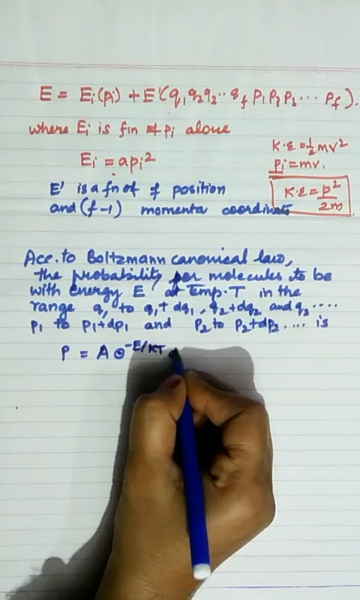 E = Ei(pi) + E'(q1 q2 q3 .. qf p1 p2 p3 ... pf)
where Ei is fin of pi alone
K.E = 1/2 mv²
Ei = api²
pi = mv.
E' is a fn of f position
and (f-1) momenta coordinate
K.E = p²/2m
Acc. to Boltzmann canonical law,
the probability for molecules to be
with energy E at Temp. T in the
range q1 to q1 + dq1, q2 + dq2 and q3 ....
p1 to p1+dp1 and p2 to p2+dp2 .... is
P = A e^-E/KT